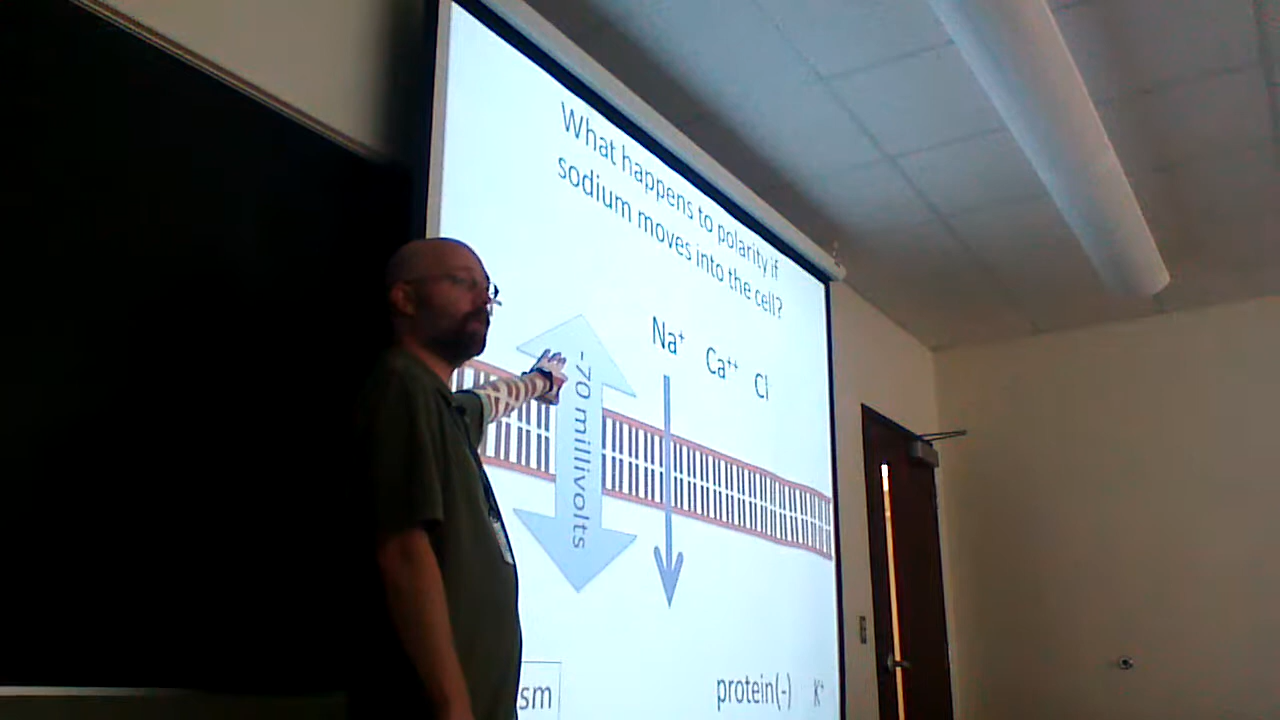 What happens to polarity if
sodium moves into the cell?
Na⁺ Ca⁺⁺ Cl
-70 millivolts
sm
protein(-) K⁺